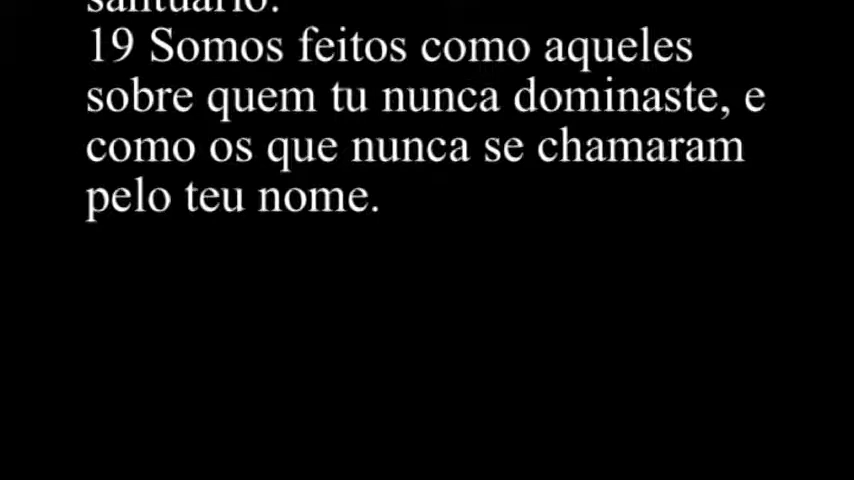 santuário.
19 Somos feitos como aqueles
sobre quem tu nunca dominaste, e
como os que nunca se chamaram
pelo teu nome.